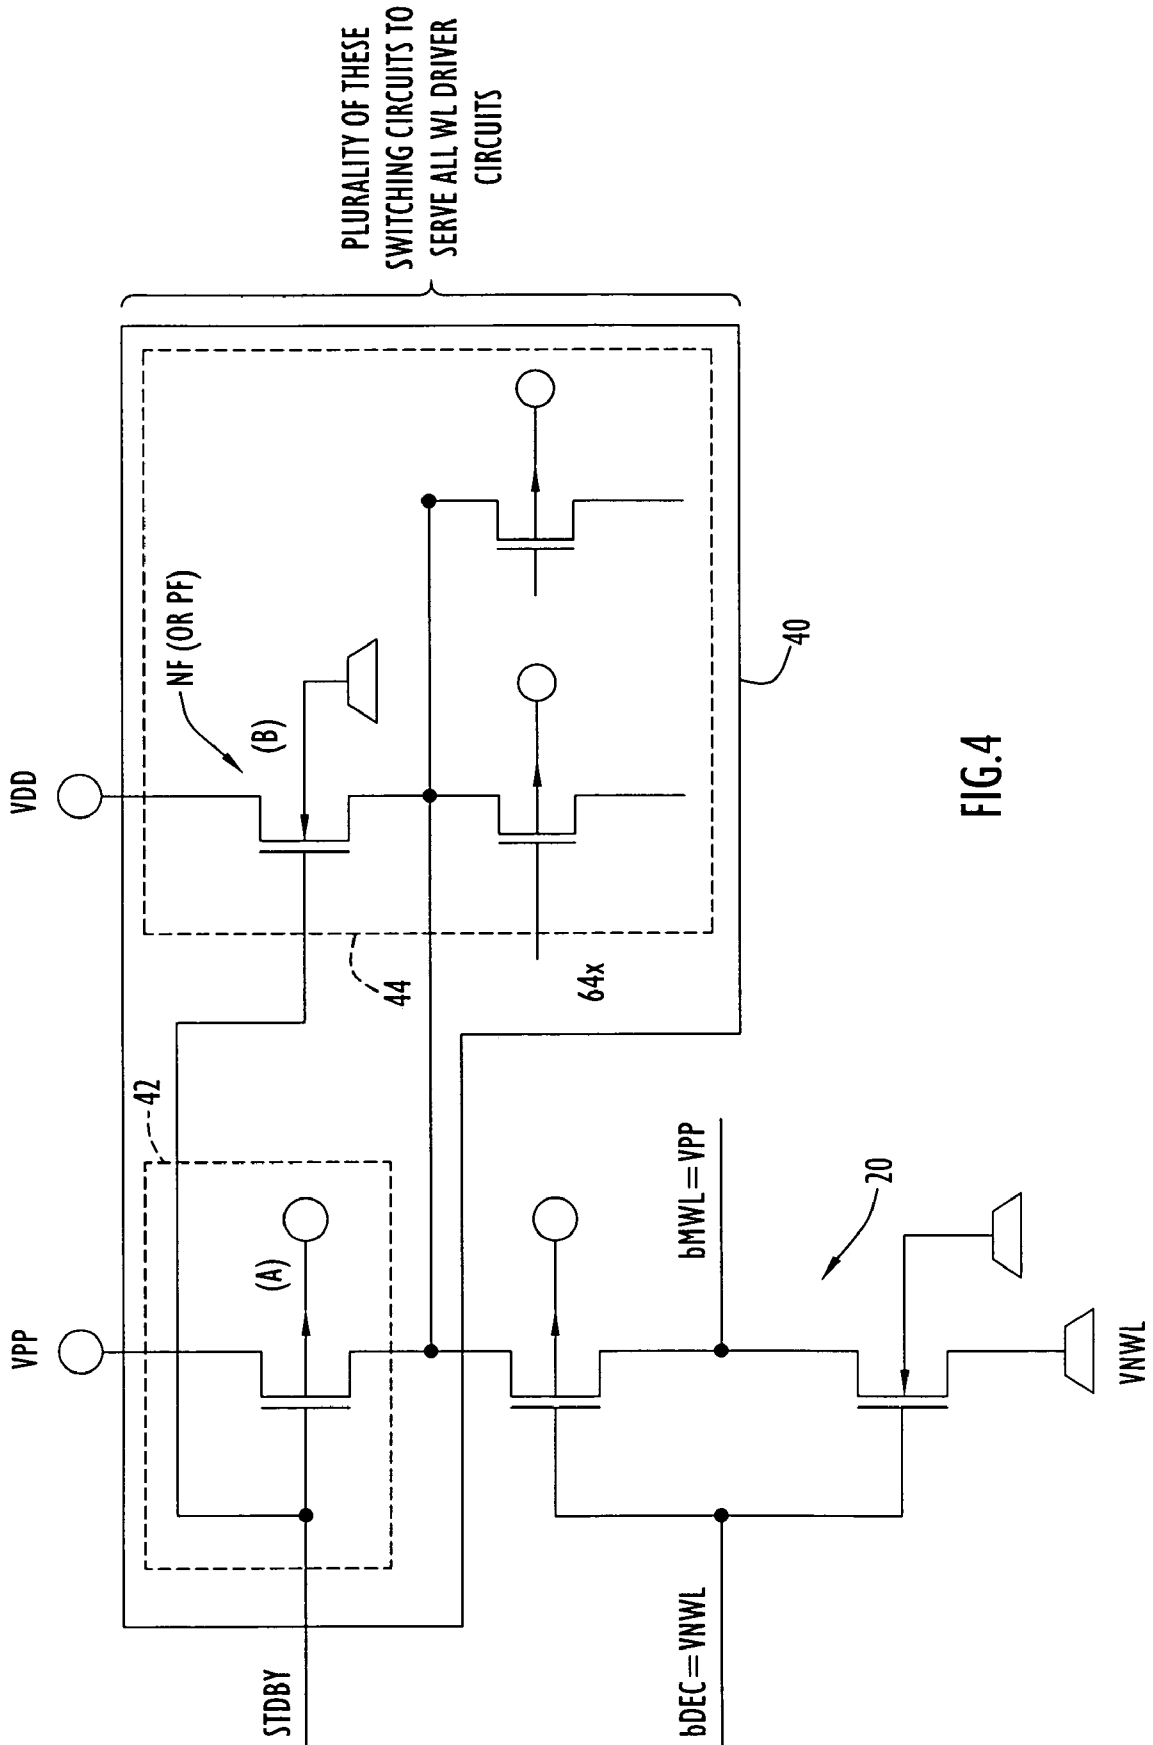 PLURALITY OF THESE
SWITCHING CIRCUITS TO
SERVE ALL WL DRIVER
CIRCUITS
VDD
NF (OR PF)
(B)
40
44
64x
42
VPP
(A)
STDBY
bMWL=VPP
20
bDEC=VNWL
VNWL
FIG.4